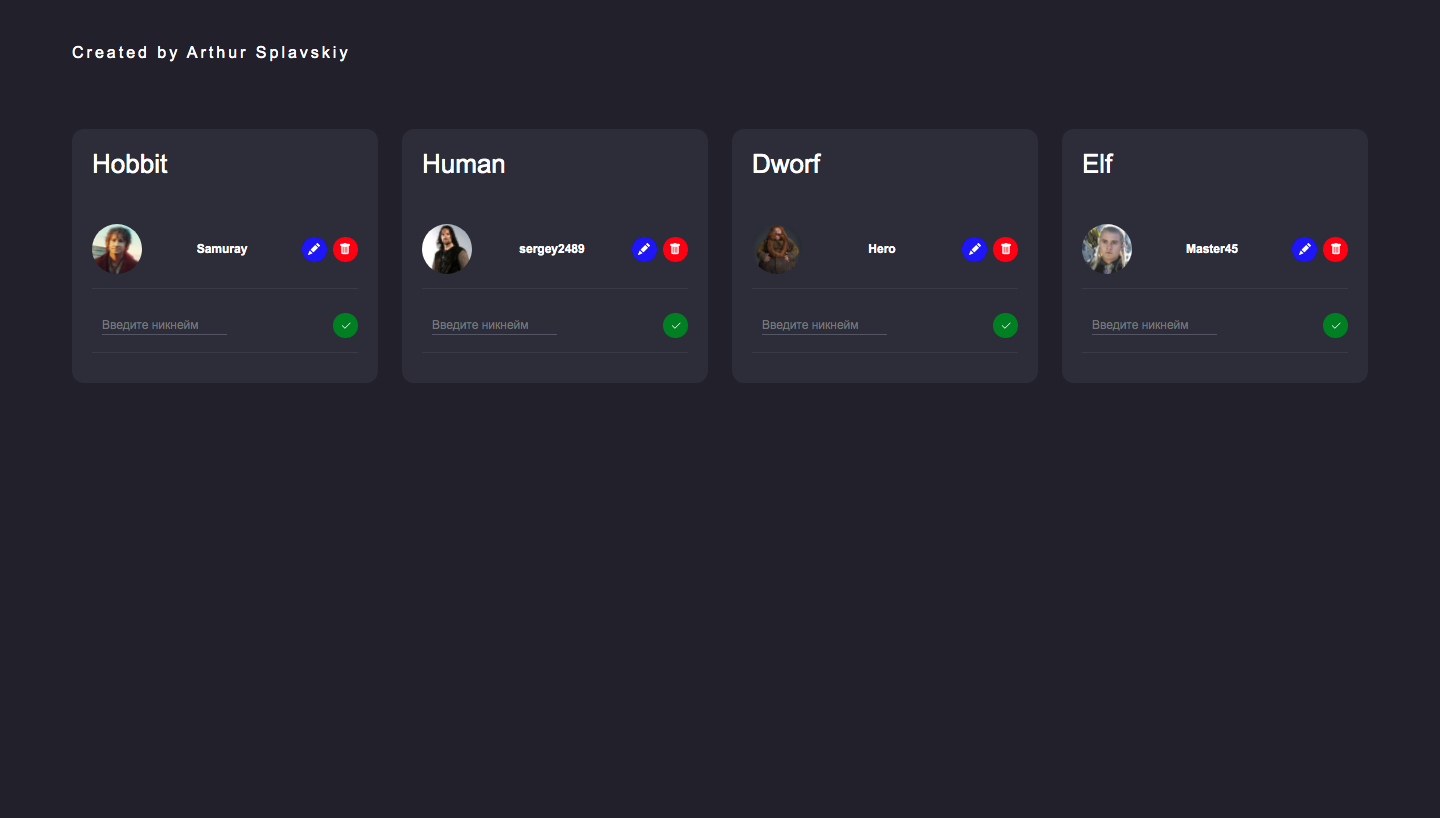 Created by Arthur Splavskiy
Hobbit
Samuray
Введите никнейм
Human
sergey2489
Введите никнейм
Dworf
Hero
Введите никнейм
Elf
Master45
Введите никнейм